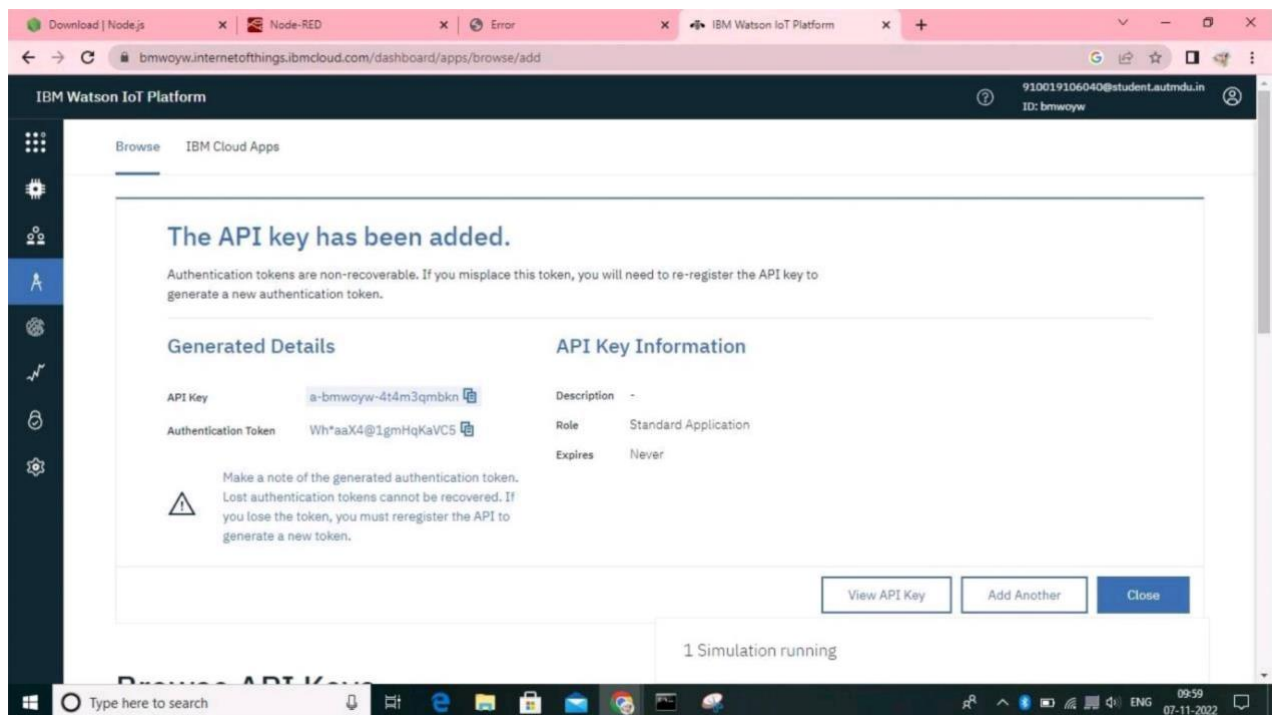 Download | Node.js
Node-RED
Error
IBM Watson IoT Platform
bmwoyw.internetofthings.ibmcloud.com/dashboard/apps/browse/add
IBM Watson IoT Platform
910019106040@student.autmdu.in
ID: bmwoyw
Browse IBM Cloud Apps
The API key has been added.
Authentication tokens are non-recoverable. If you misplace this token, you will need to re-register the API key to
generate a new authentication token.
Generated Details
API Key a-bmwoyw-4t4m3qmbkn
Authentication Token Wh*aaX4@1gmHqKaVC5
Make a note of the generated authentication token.
Lost authentication tokens cannot be recovered. If
you lose the token, you must reregister the API to
generate a new token.
API Key Information
Description -
Role Standard Application
Expires Never
View API Key Add Another Close
1 Simulation running
Browse API Keys
Type here to search
ENG
09:59
07-11-2022